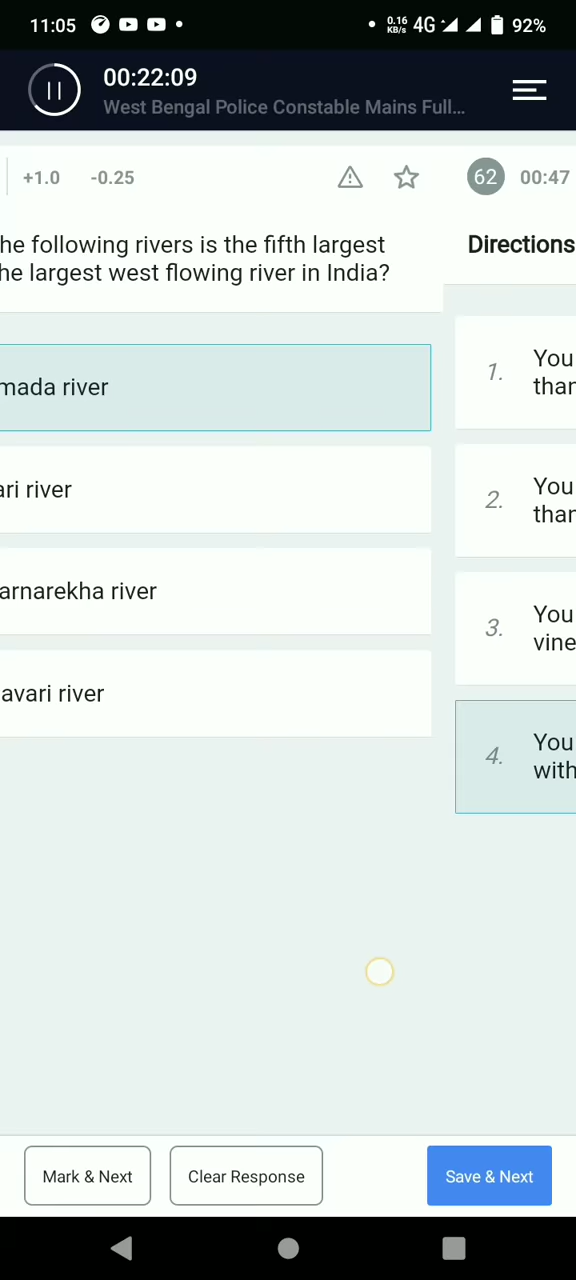 11:05
0.16 KB/s 4G 92%
00:22:09
West Bengal Police Constable Mains Full...
+1.0 -0.25
62 00:47
he following rivers is the fifth largest
he largest west flowing river in India?
mada river
ari river
arnarekha river
avari river
Directions
1. You
than
2. You
than
3. You
vine
4. You
with
Mark & Next
Clear Response
Save & Next